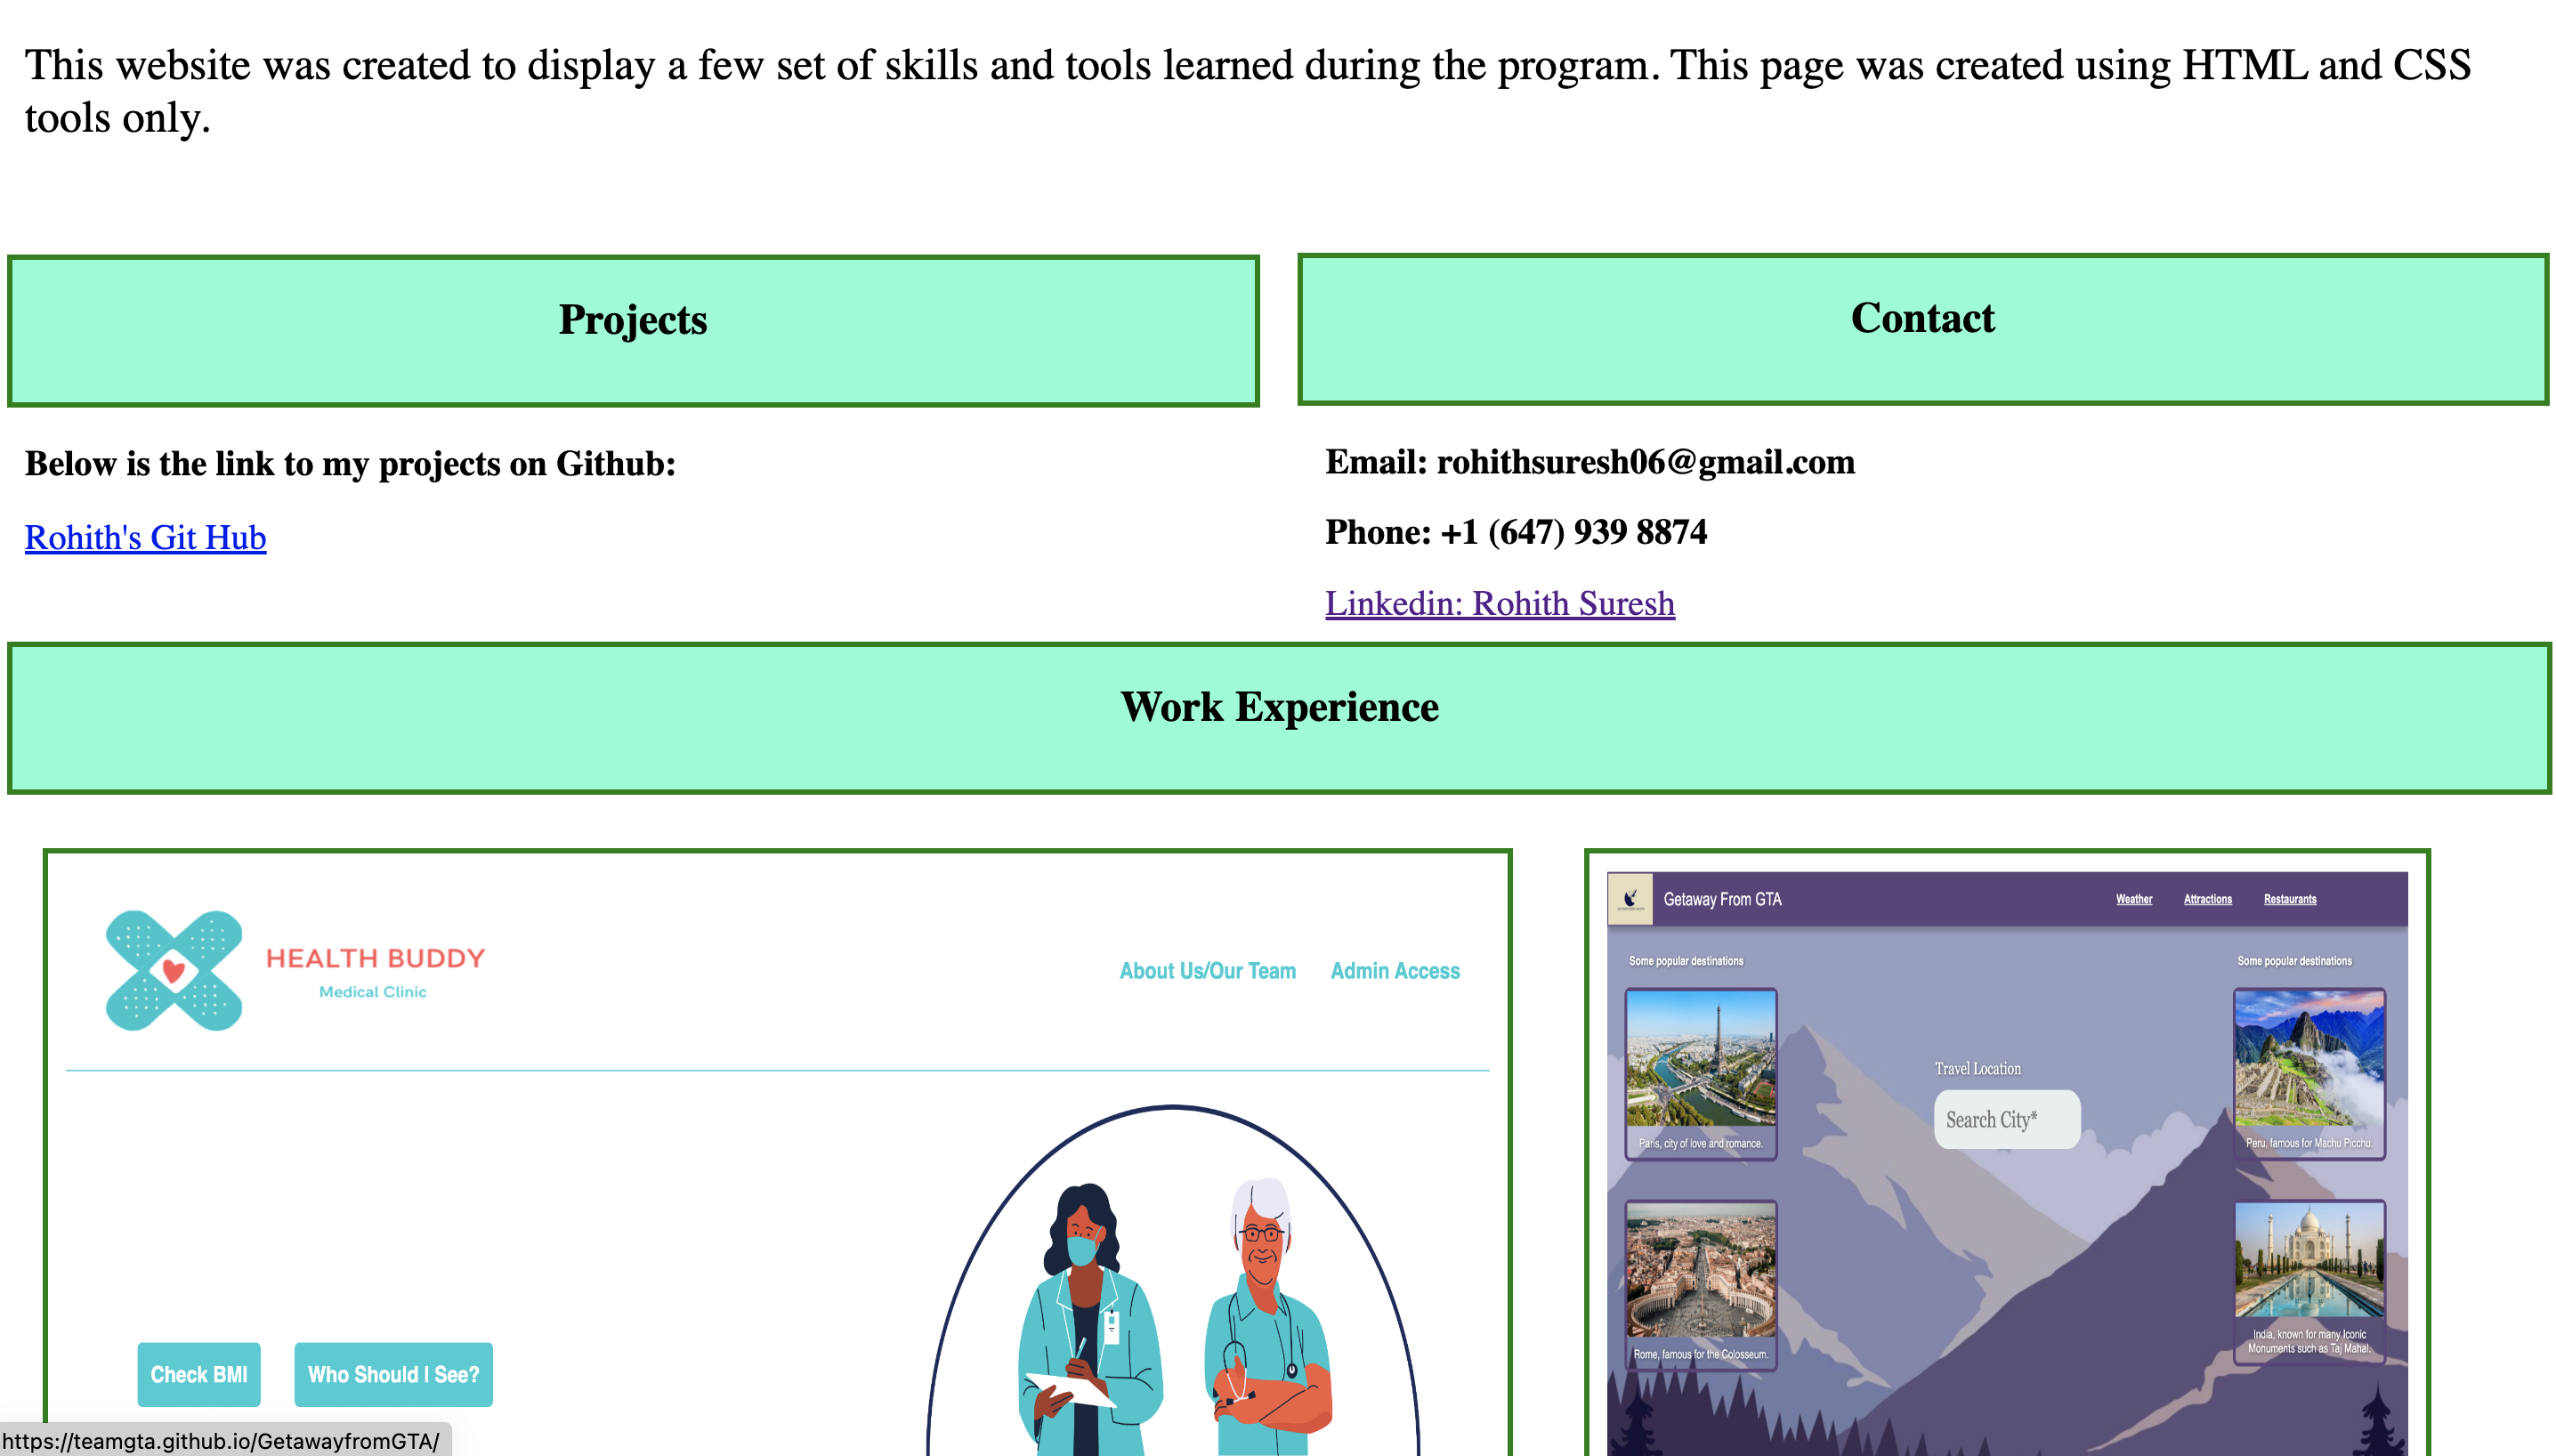 This website was created to display a few set of skills and tools learned during the program. This page was created using HTML and CSS
tools only.
Projects
Contact
Below is the link to my projects on Github:
Rohith's Git Hub
Email: rohithsuresh06@gmail.com
Phone: +1 (647) 939 8874
Linkedin: Rohith Suresh
Work Experience
HEALTH BUDDY
Medical Clinic
About Us/Our Team
Admin Access
Check BMI
Who Should I See?
Getaway From GTA
Weather
Attractions
Restaurants
Some popular destinations
Some popular destinations
Paris, city of love and romance.
Travel Location
Search City*
Peru, famous for Machu Picchu.
Rome, famous for the Colosseum.
India, known for many Iconic
Monuments such as Taj Mahal.
https://teamgta.github.io/GetawayfromGTA/